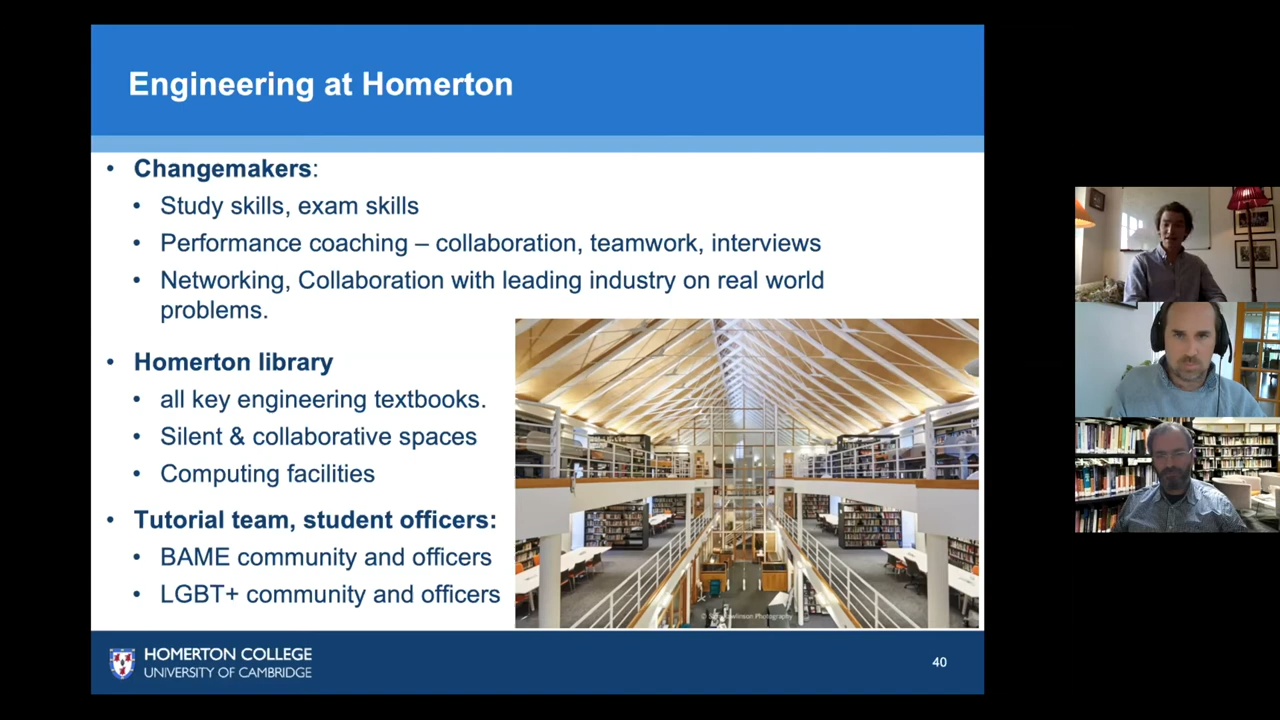 Engineering at Homerton
• Changemakers:
• Study skills, exam skills
• Performance coaching – collaboration, teamwork, interviews
• Networking, Collaboration with leading industry on real world
problems.
• Homerton library
• all key engineering textbooks.
• Silent & collaborative spaces
• Computing facilities
• Tutorial team, student officers:
• BAME community and officers
• LGBT+ community and officers
Photography
HOMERTON COLLEGE
UNIVERSITY OF CAMBRIDGE
40